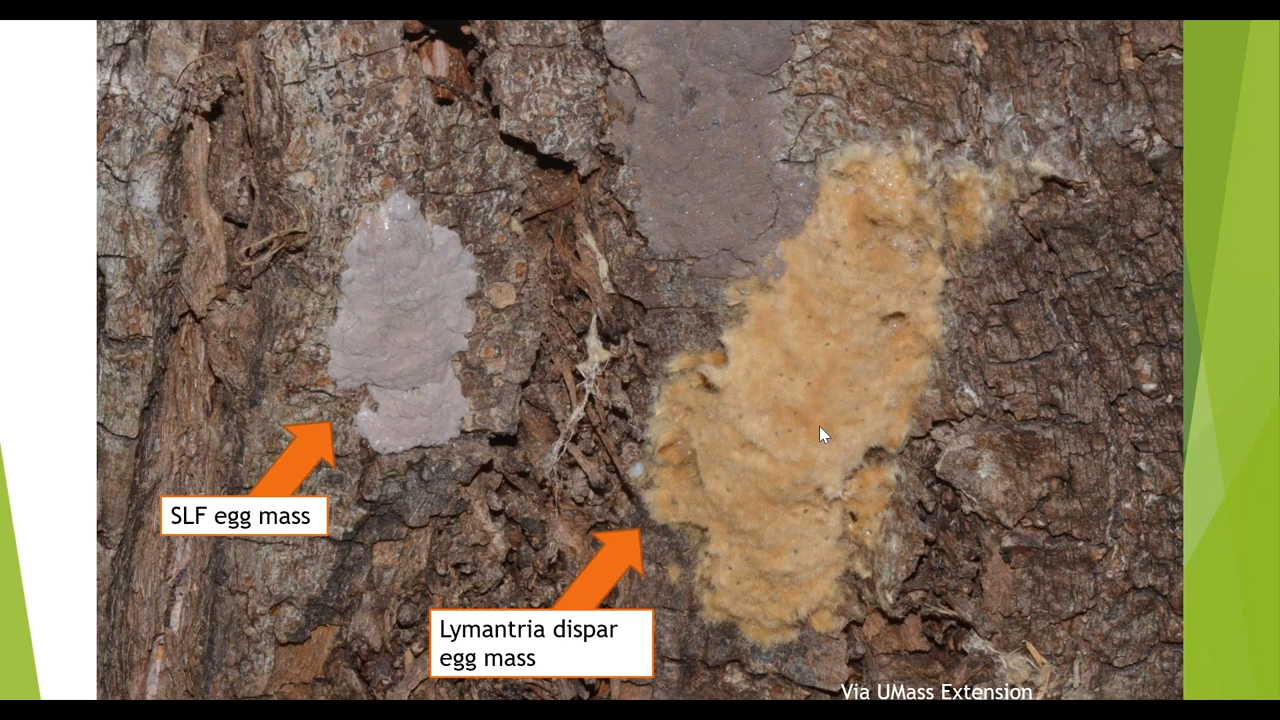 SLF egg mass
Lymantria dispar
egg mass
Via UMass Extension